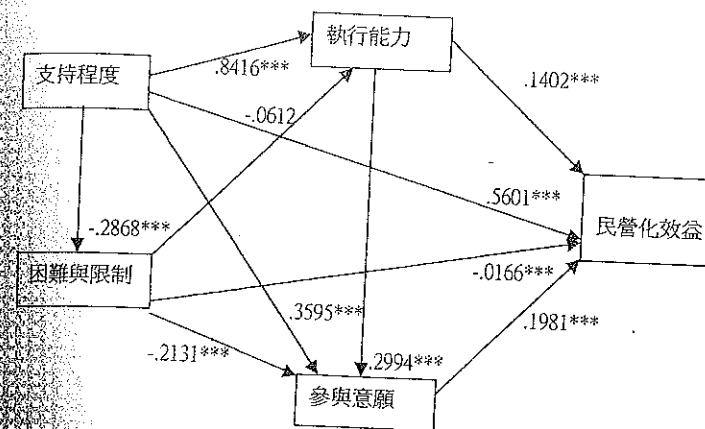 執行能力
支持程度
.8416***
.1402***
-.0612
.5601***
民營化效益
-.2868***
困難與限制
-.0166***
.3595***
.1981***
-.2131***
.2994***
參與意願